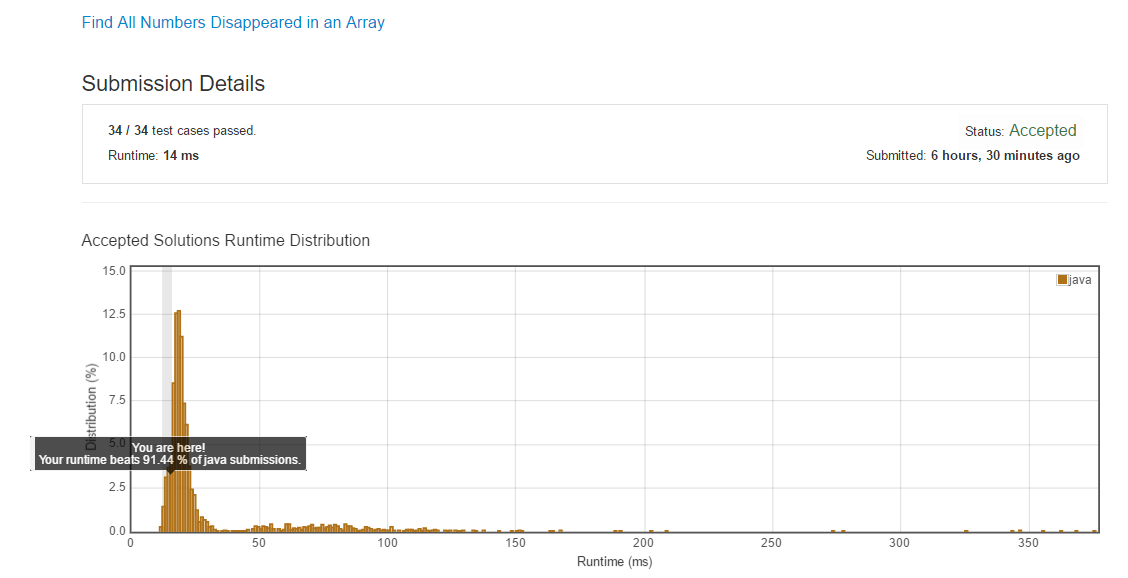 Find All Numbers Disappeared in an Array
Submission Details
34 / 34 test cases passed.
Status: Accepted
Runtime: 14 ms
Submitted: 6 hours, 30 minutes ago
Accepted Solutions Runtime Distribution
java
15.0
12.5
10.0
7.5
5.0
2.5
0.0
Distribution (%)
You are here!
Your runtime beats 91.44 % of java submissions.
0 50 100 150 200 250 300 350
Runtime (ms)